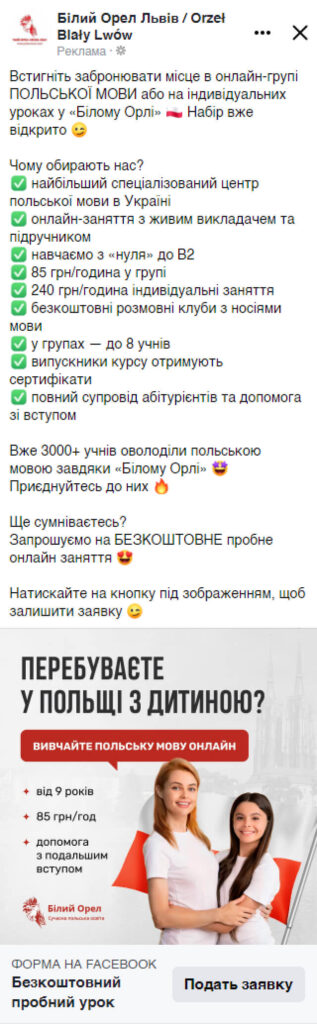 Білий Орел Львів / Orzeł
Biały Lwów
Реклама ·
Встигніть забронювати місце в онлайн-групі
ПОЛЬСЬКОЇ МОВИ або на індивідуальних
уроках у «Білому Орлі» 🇵🇱 Набір вже
відкрито 😉
Чому обирають нас?
✅ найбільший спеціалізований центр
польської мови в Україні
✅ онлайн-заняття з живим викладачем та
підручником
✅ навчаємо з «нуля» до В2
✅ 85 грн/година у групі
✅ 240 грн/година індивідуальні заняття
✅ безкоштовні розмовні клуби з носіями
мови
✅ у групах — до 8 учнів
✅ випускники курсу отримують
сертифікати
✅ повний супровід абітурієнтів та допомога
зі вступом
Вже 3000+ учнів оволоділи польською
мовою завдяки «Білому Орлі» 🤩
Приєднуйтесь до них 🔥
Ще сумніваєтесь?
Запрошуємо на БЕЗКОШТОВНЕ пробне
онлайн заняття 😍
Натискайте на кнопку під зображенням, щоб
залишити заявку 😉
ПЕРЕБУВАЄТЕ
У ПОЛЬЩІ З ДИТИНОЮ?
ВИВЧАЙТЕ ПОЛЬСЬКУ МОВУ ОНЛАЙН
від 9 років
85 грн/год
допомога
з подальшим
вступом
Білий Орел
Сучасна польська освіта
ФОРМА НА FACEBOOK
Безкоштовний
пробний урок
Подать заявку